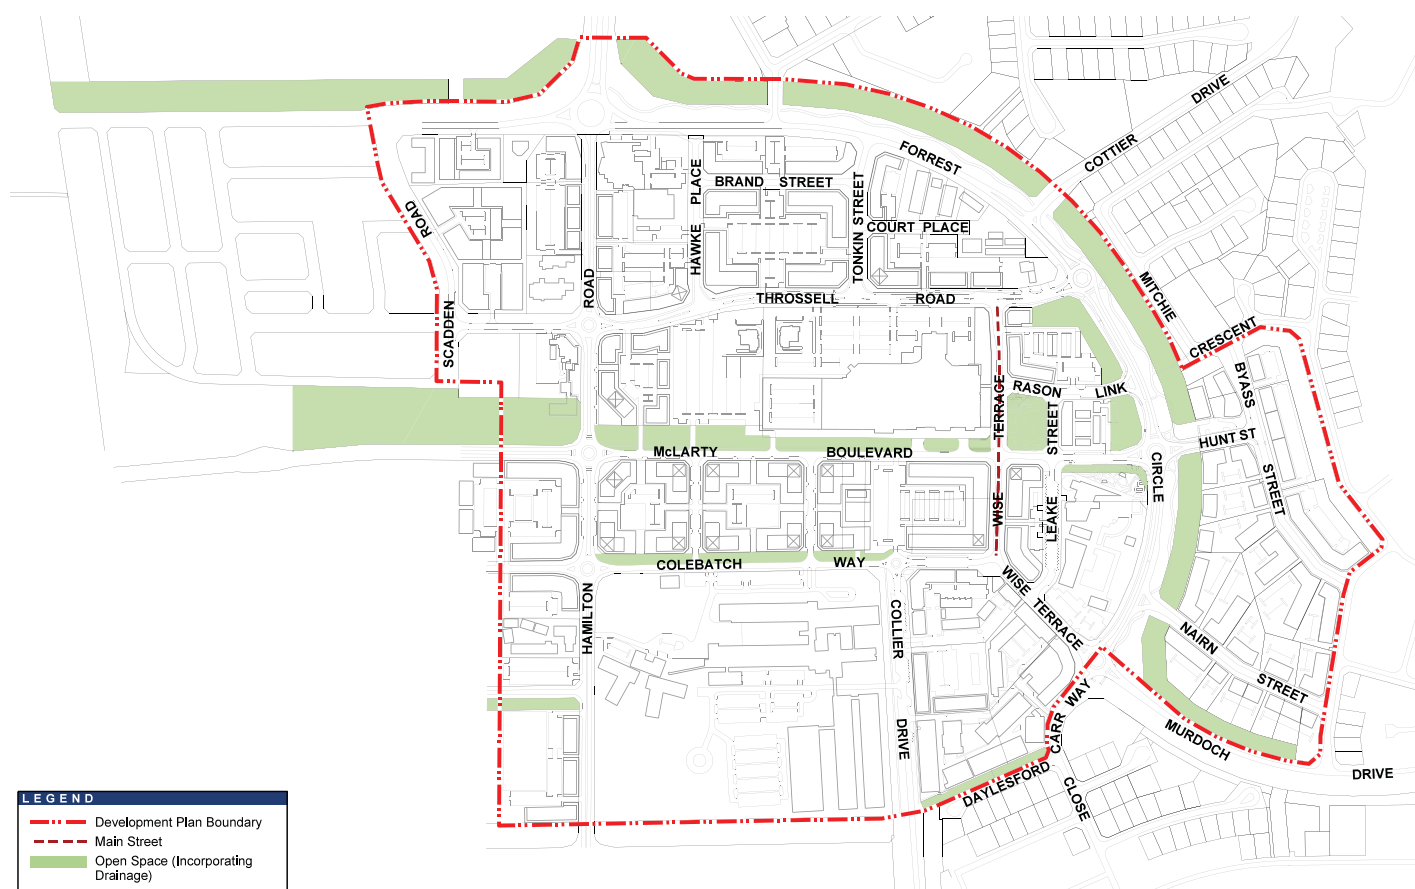 DRIVE
COTTIER
FORREST
BRAND STREET
PLACE
HAWKE
TONKIN STREET
COURT PLACE
ROAD
SCADDEN
ROAD
THROSSELL ROAD
MITCHIE
CRESCENT
BYASS
STREET
RASON LINK
TERRACE
WISE
STREET
LEAKE
HUNT ST
CIRCLE
McLARTY BOULEVARD
COLEBATCH WAY
WISE TERRACE
HAMILTON
COLLIER
DRIVE
NAIRN
STREET
CARR WAY
MURDOCH
DRIVE
DAYLESFORD
CLOSE
LEGEND
Development Plan Boundary
Main Street
Open Space (Incorporating
Drainage)